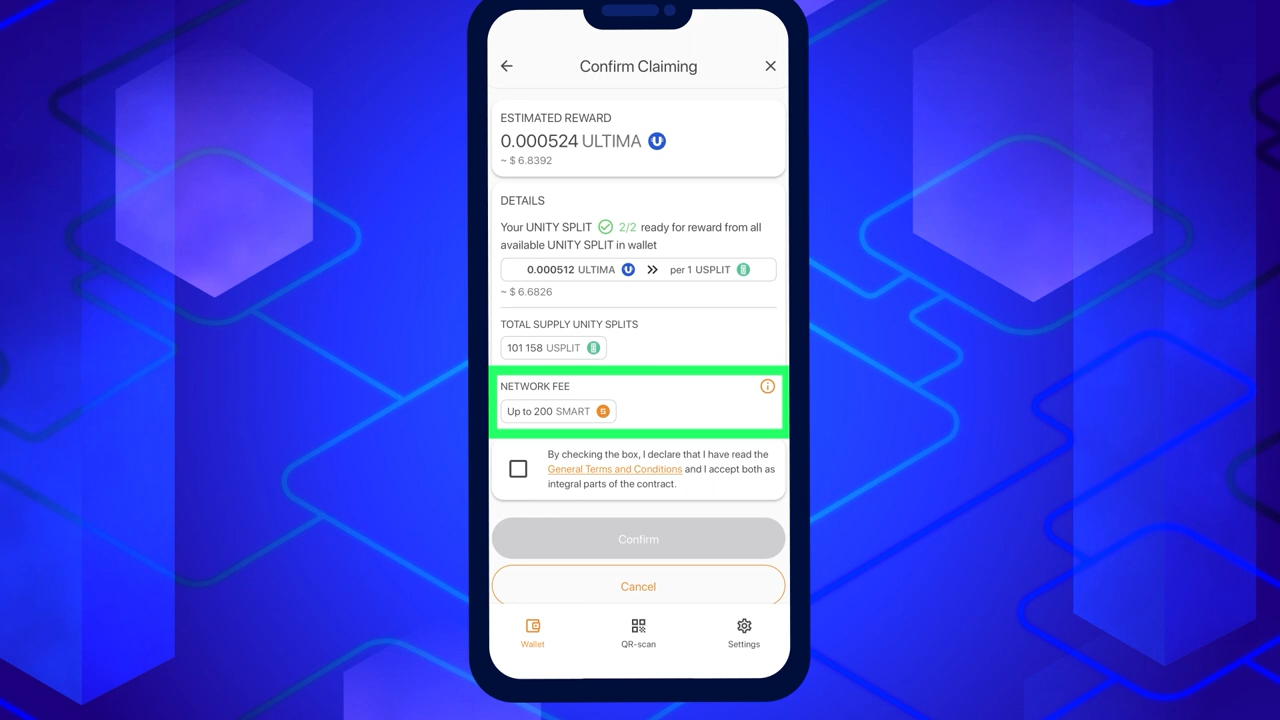 Confirm Claiming
ESTIMATED REWARD
0.000524 ULTIMA
~ $ 6.8392
DETAILS
Your UNITY SPLIT 2/2 ready for reward from all
available UNITY SPLIT in wallet
0.000512 ULTIMA per 1 USPLIT
~ $ 6.6826
TOTAL SUPPLY UNITY SPLITS
101 158 USPLIT
NETWORK FEE
Up to 200 SMART
By checking the box, I declare that I have read the
General Terms and Conditions and I accept both as
integral parts of the contract.
Confirm
Cancel
Wallet QR-scan Settings